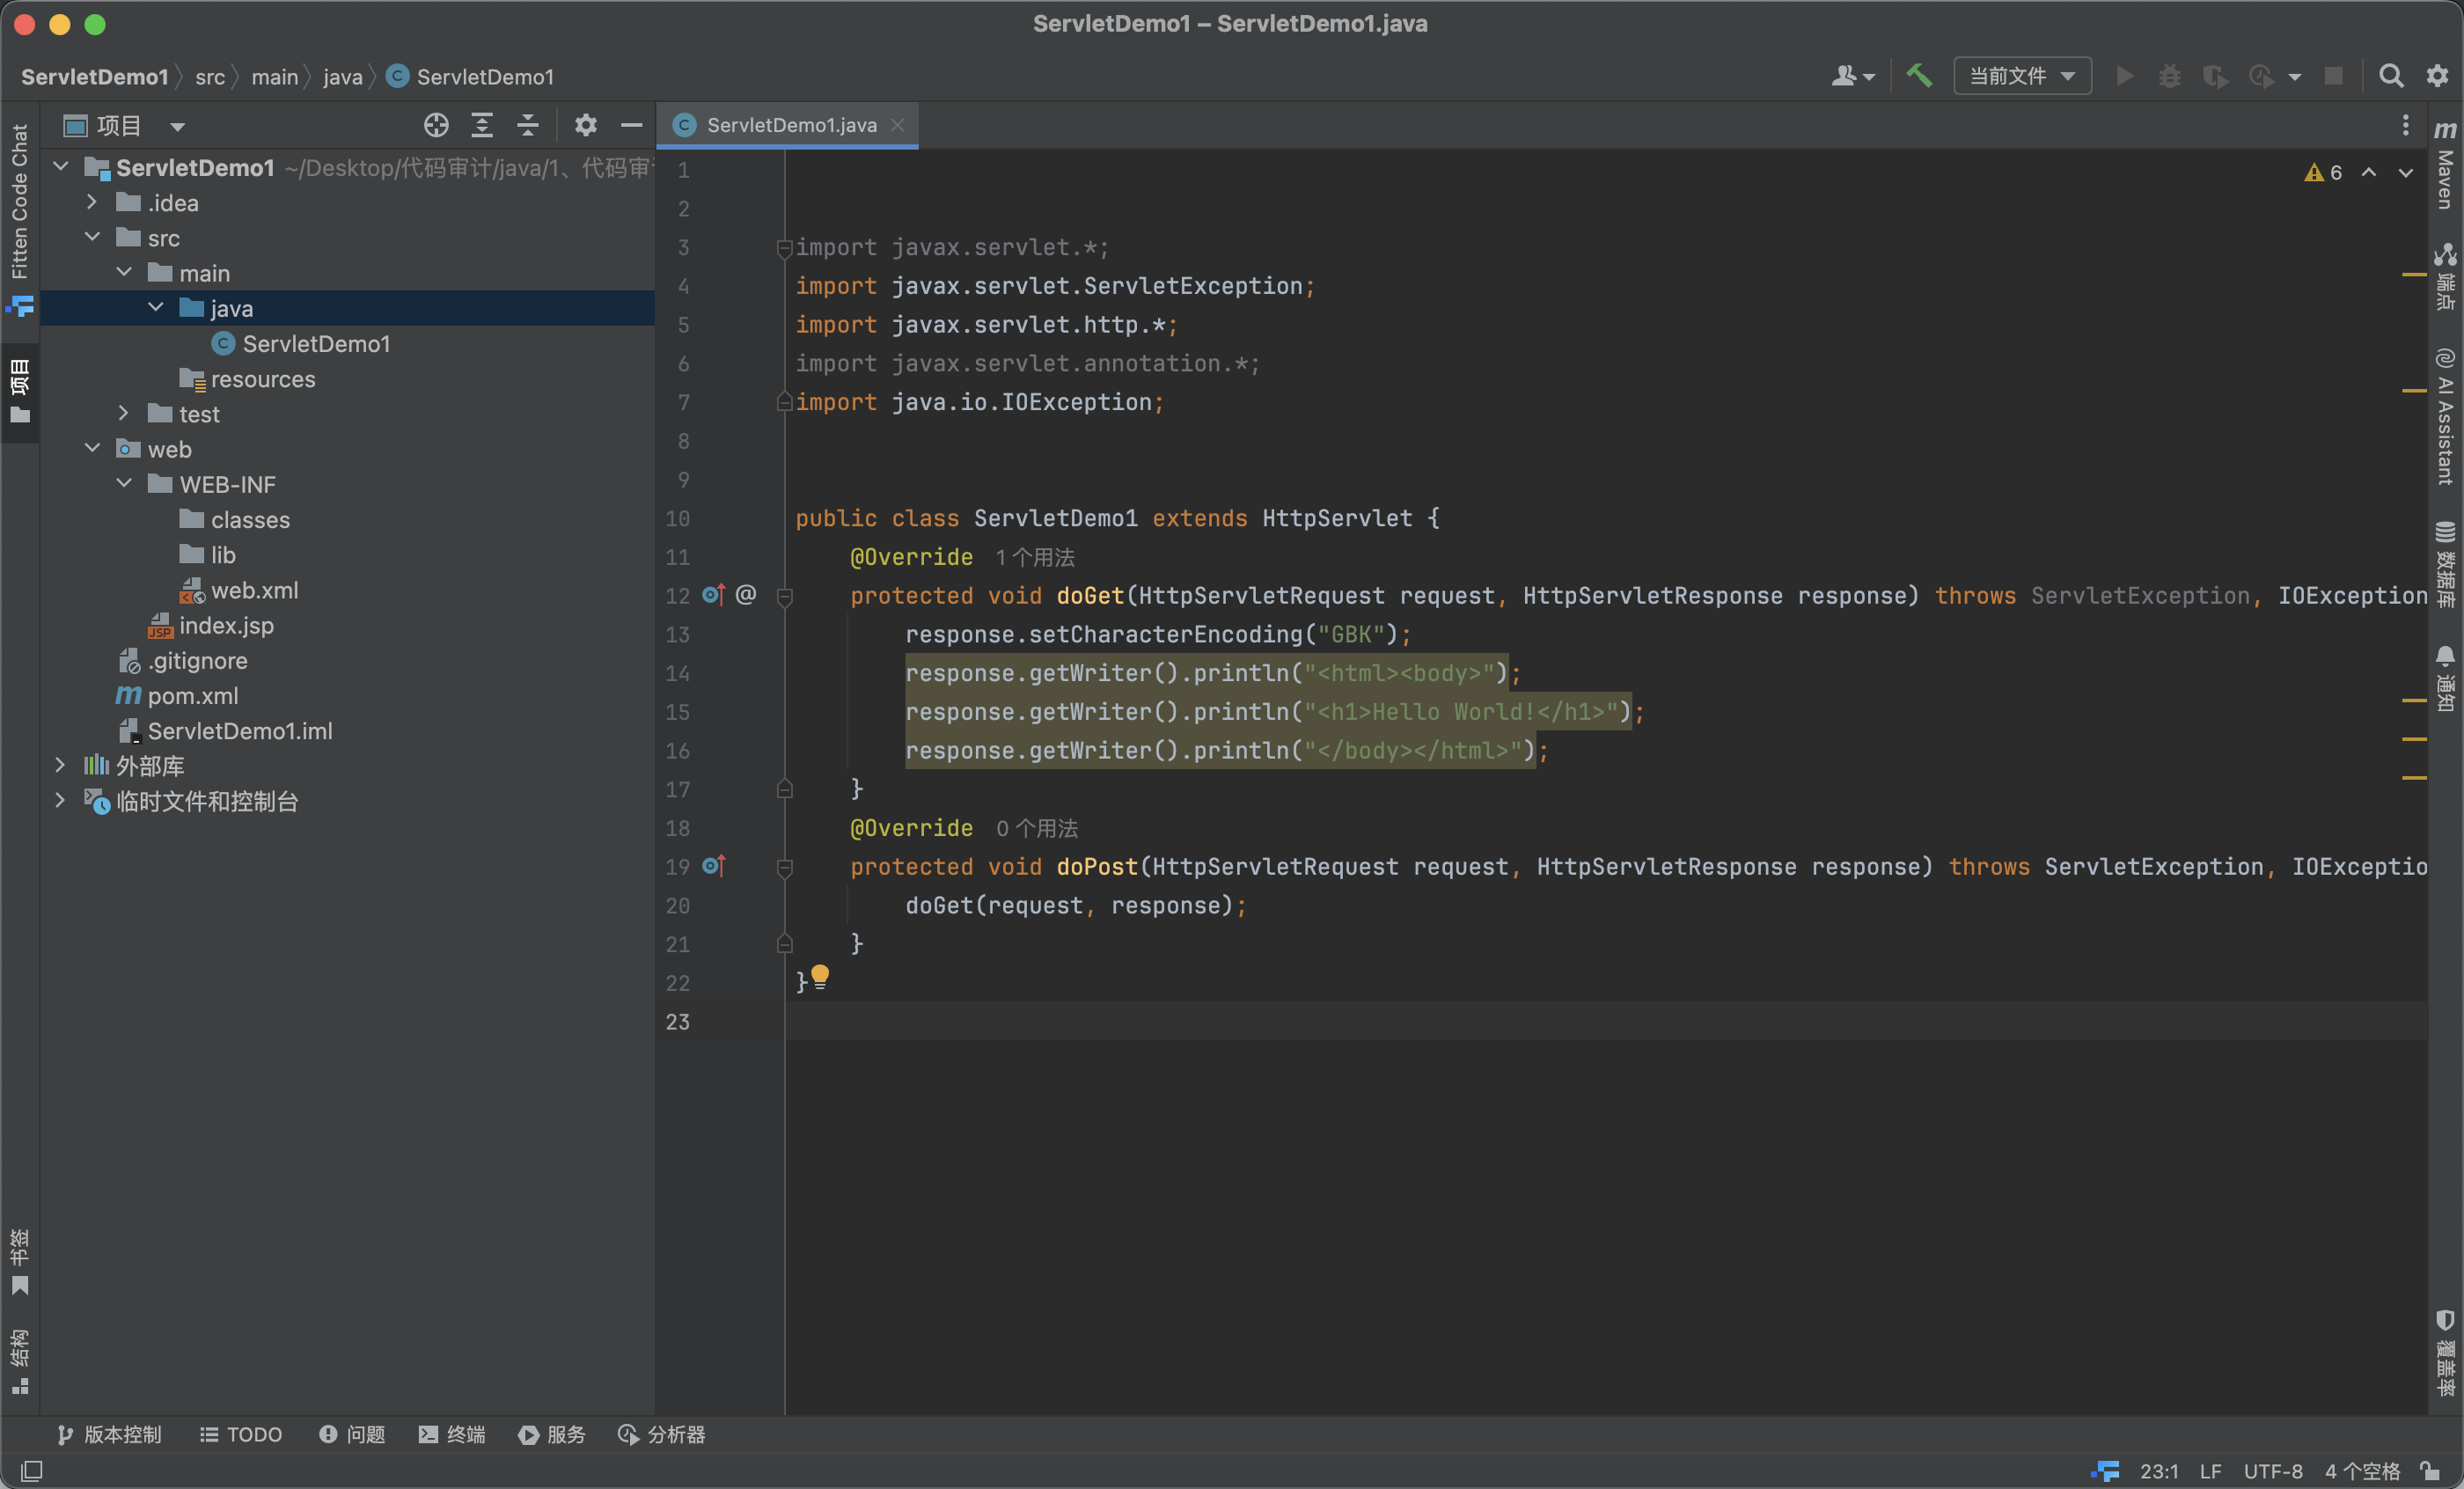 ServletDemo1 – ServletDemo1.java
ServletDemo1 src main java ServletDemo1
当前文件
项目
ServletDemo1.java
Fitten Code Chat
项目
书签
结构
ServletDemo1 ~/Desktop/代码审计/java/1、代码审
.idea
src
main
java
ServletDemo1
resources
test
web
WEB-INF
classes
lib
web.xml
index.jsp
.gitignore
pom.xml
ServletDemo1.iml
外部库
临时文件和控制台
6
1
2
3 import javax.servlet.*;
4 import javax.servlet.ServletException;
5 import javax.servlet.http.*;
6 import javax.servlet.annotation.*;
7 import java.io.IOException;
8
9
10 public class ServletDemo1 extends HttpServlet {
11 @Override 1 个用法
12 @ protected void doGet(HttpServletRequest request, HttpServletResponse response) throws ServletException, IOException
13 response.setCharacterEncoding("GBK");
14 response.getWriter().println("<html><body>");
15 response.getWriter().println("<h1>Hello World!</h1>");
16 response.getWriter().println("</body></html>");
17 }
18 @Override 0 个用法
19 protected void doPost(HttpServletRequest request, HttpServletResponse response) throws ServletException, IOExceptio
20 doGet(request, response);
21 }
22 }
23
Maven
端点
AI Assistant
数据库
通知
覆盖率
版本控制 TODO 问题 终端 服务 分析器
23:1 LF UTF-8 4 个空格